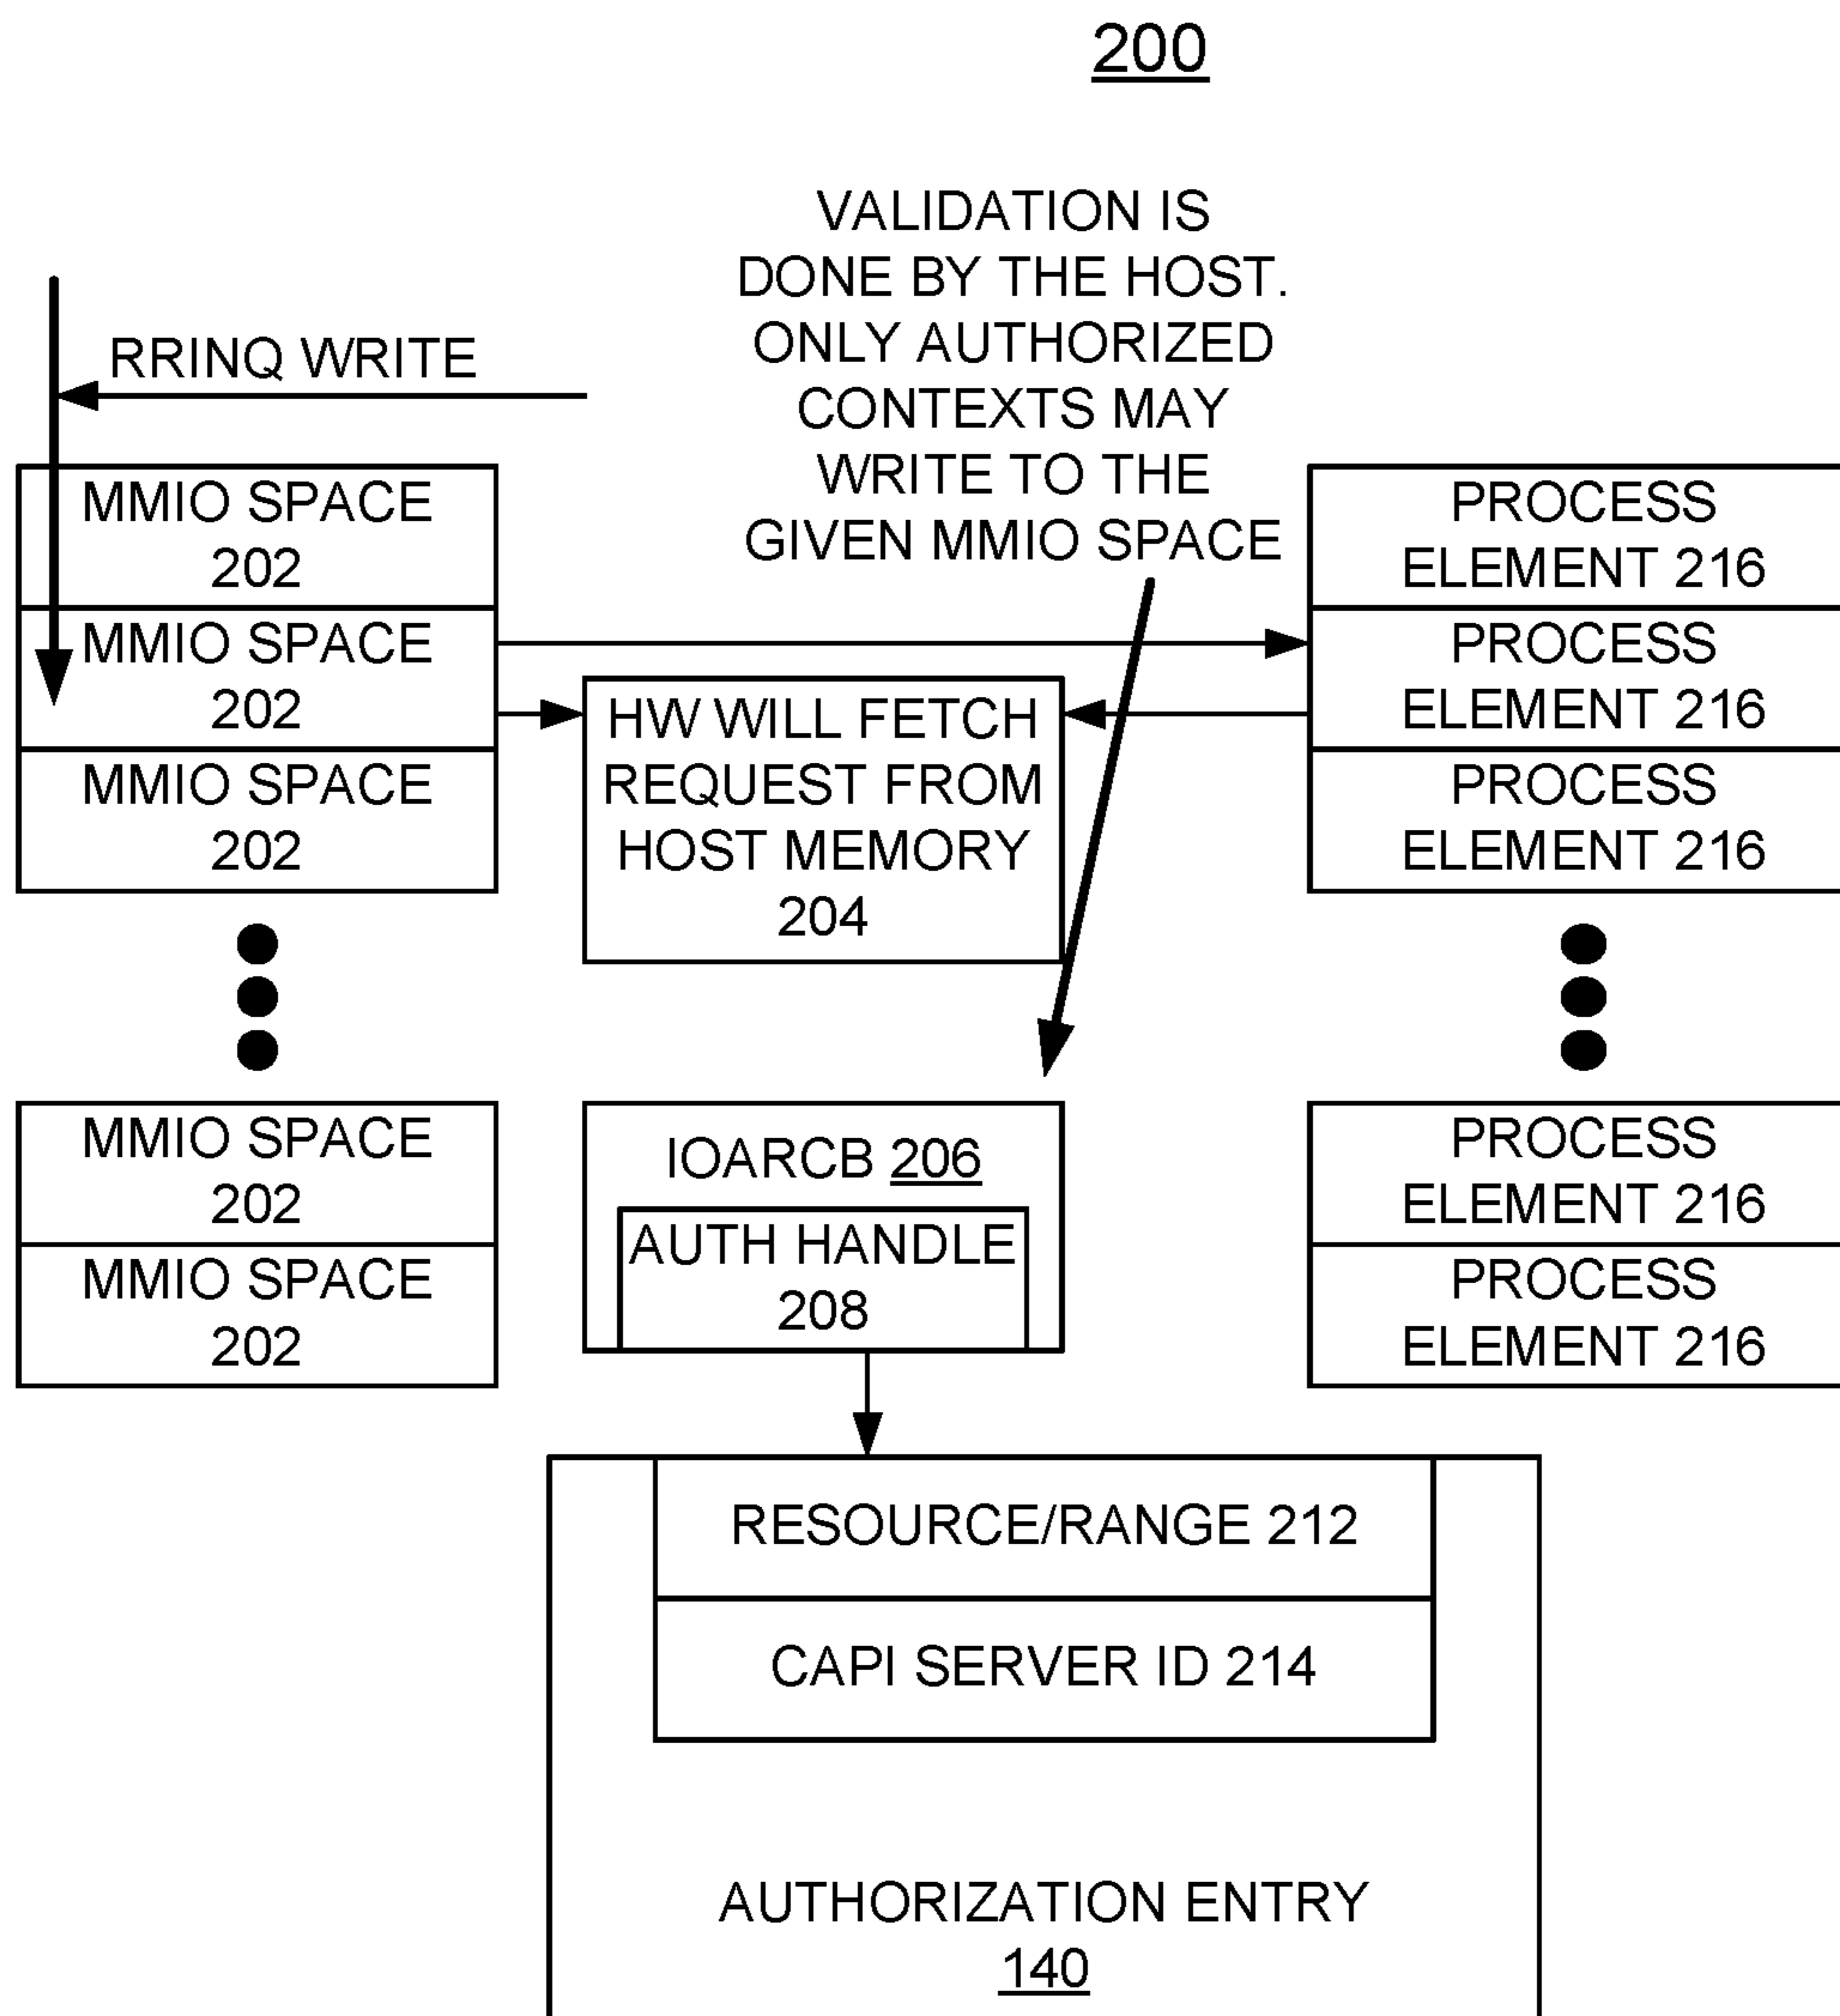 200
VALIDATION IS
DONE BY THE HOST.
ONLY AUTHORIZED
CONTEXTS MAY
WRITE TO THE
GIVEN MMIO SPACE
RRINQ WRITE
MMIO SPACE
202
MMIO SPACE
202
MMIO SPACE
202
MMIO SPACE
202
MMIO SPACE
202
HW WILL FETCH
REQUEST FROM
HOST MEMORY
204
IOARCB 206
AUTH HANDLE
208
PROCESS
ELEMENT 216
PROCESS
ELEMENT 216
PROCESS
ELEMENT 216
PROCESS
ELEMENT 216
PROCESS
ELEMENT 216
RESOURCE/RANGE 212
CAPI SERVER ID 214
AUTHORIZATION ENTRY
140